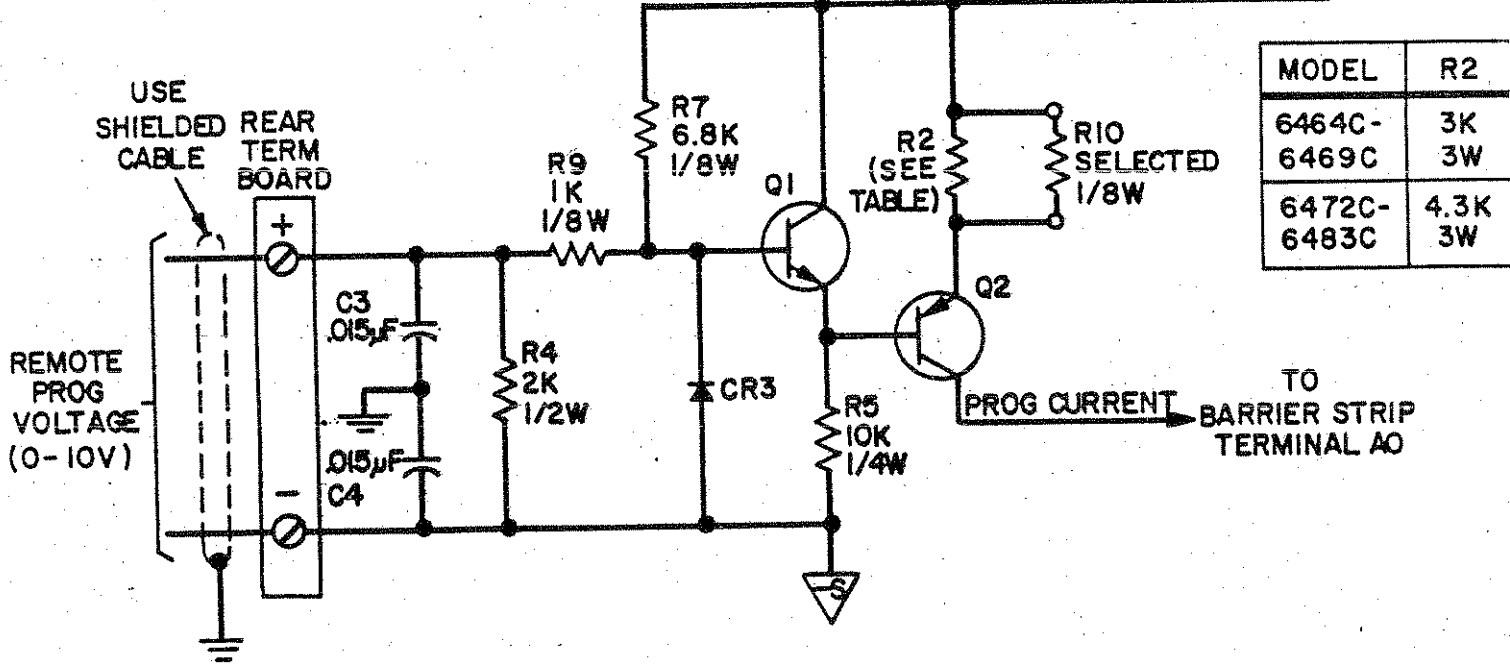 USE
SHIELDED
CABLE
REAR
TERM
BOARD
+
−
REMOTE
PROG
VOLTAGE
(0-10V)
C3
.015µF
.015µF
C4
R4
2K
1/2W
R9
1K
1/8W
R7
6.8K
1/8W
CR3
Q1
R5
10K
1/4W
S
R2
(SEE
TABLE)
R10
SELECTED
1/8W
Q2
PROG CURRENT
TO
BARRIER STRIP
TERMINAL A0
MODEL R2
6464C- 3K
6469C 3W
6472C- 4.3K
6483C 3W